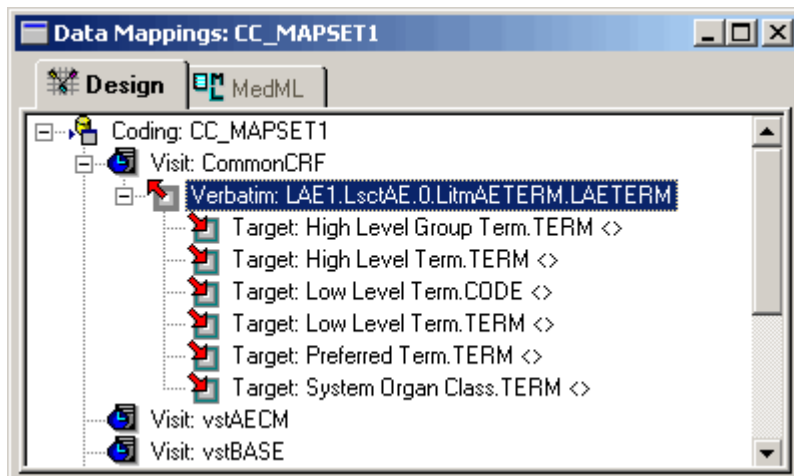 Data Mappings: CC_MAPSET1
Design MedML
Coding: CC_MAPSET1
Visit: CommonCRF
Verbatim: LAE1.LsctAE.0.LitmAETERM.LAETERM
Target: High Level Group Term.TERM <>
Target: High Level Term.TERM <>
Target: Low Level Term.CODE <>
Target: Low Level Term.TERM <>
Target: Preferred Term.TERM <>
Target: System Organ Class.TERM <>
Visit: vstAECM
Visit: vstBASE